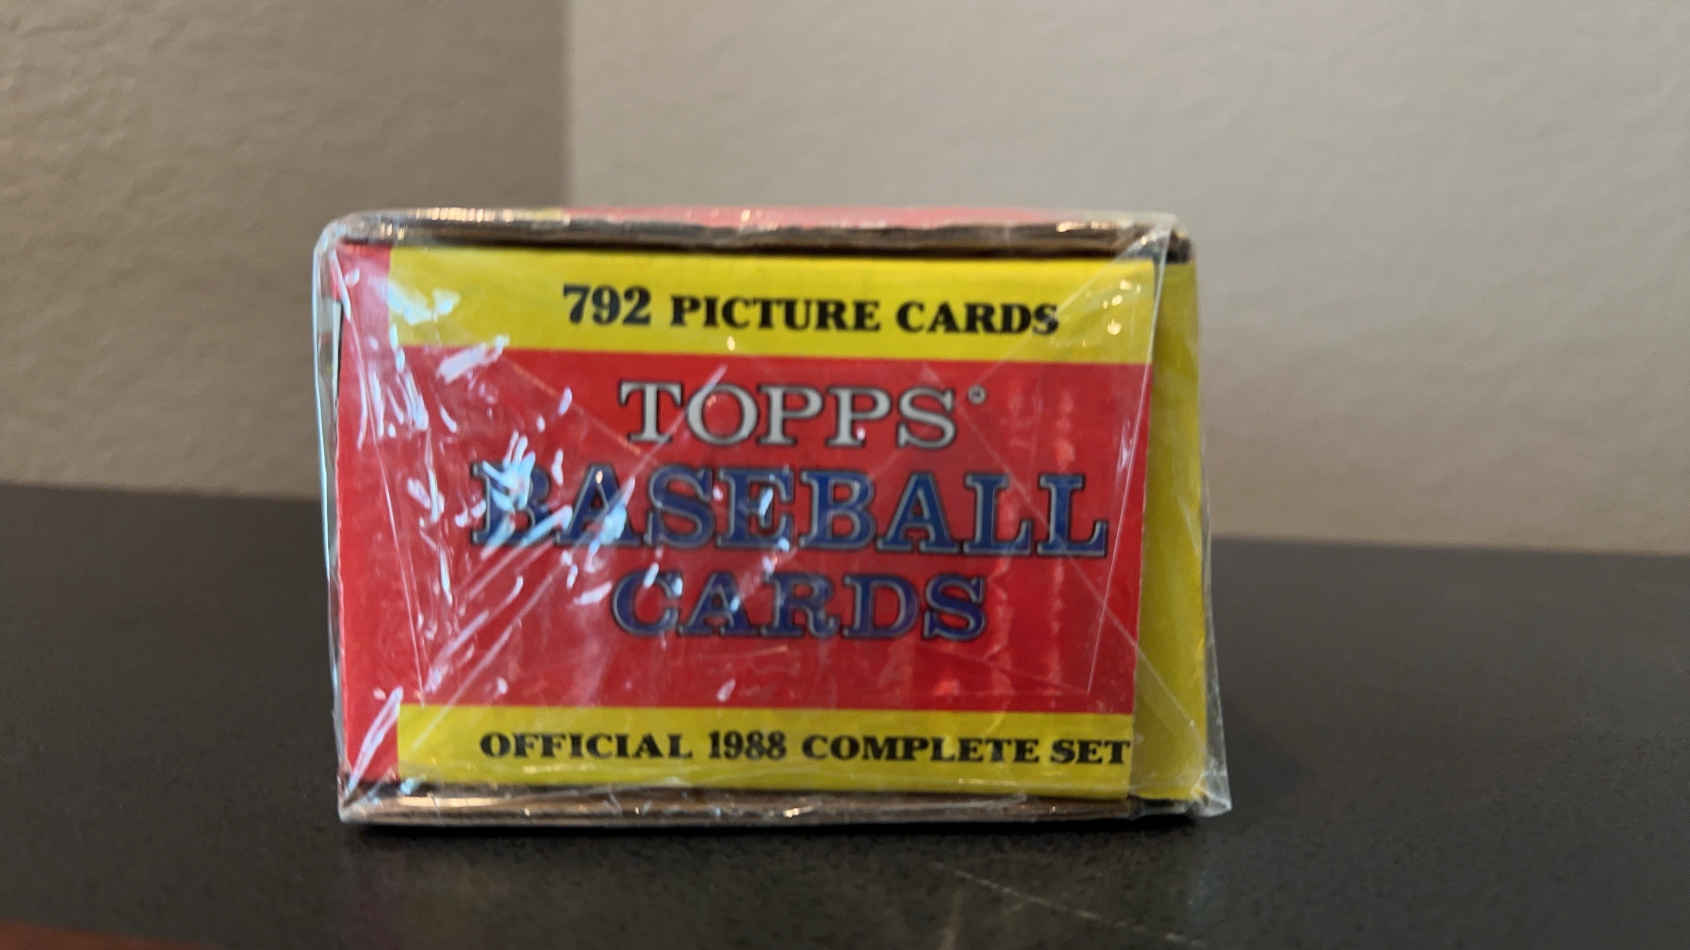 792 PICTURE CARDS
TOPPS®
BASEBALL
CARDS
OFFICIAL 1988 COMPLETE SET